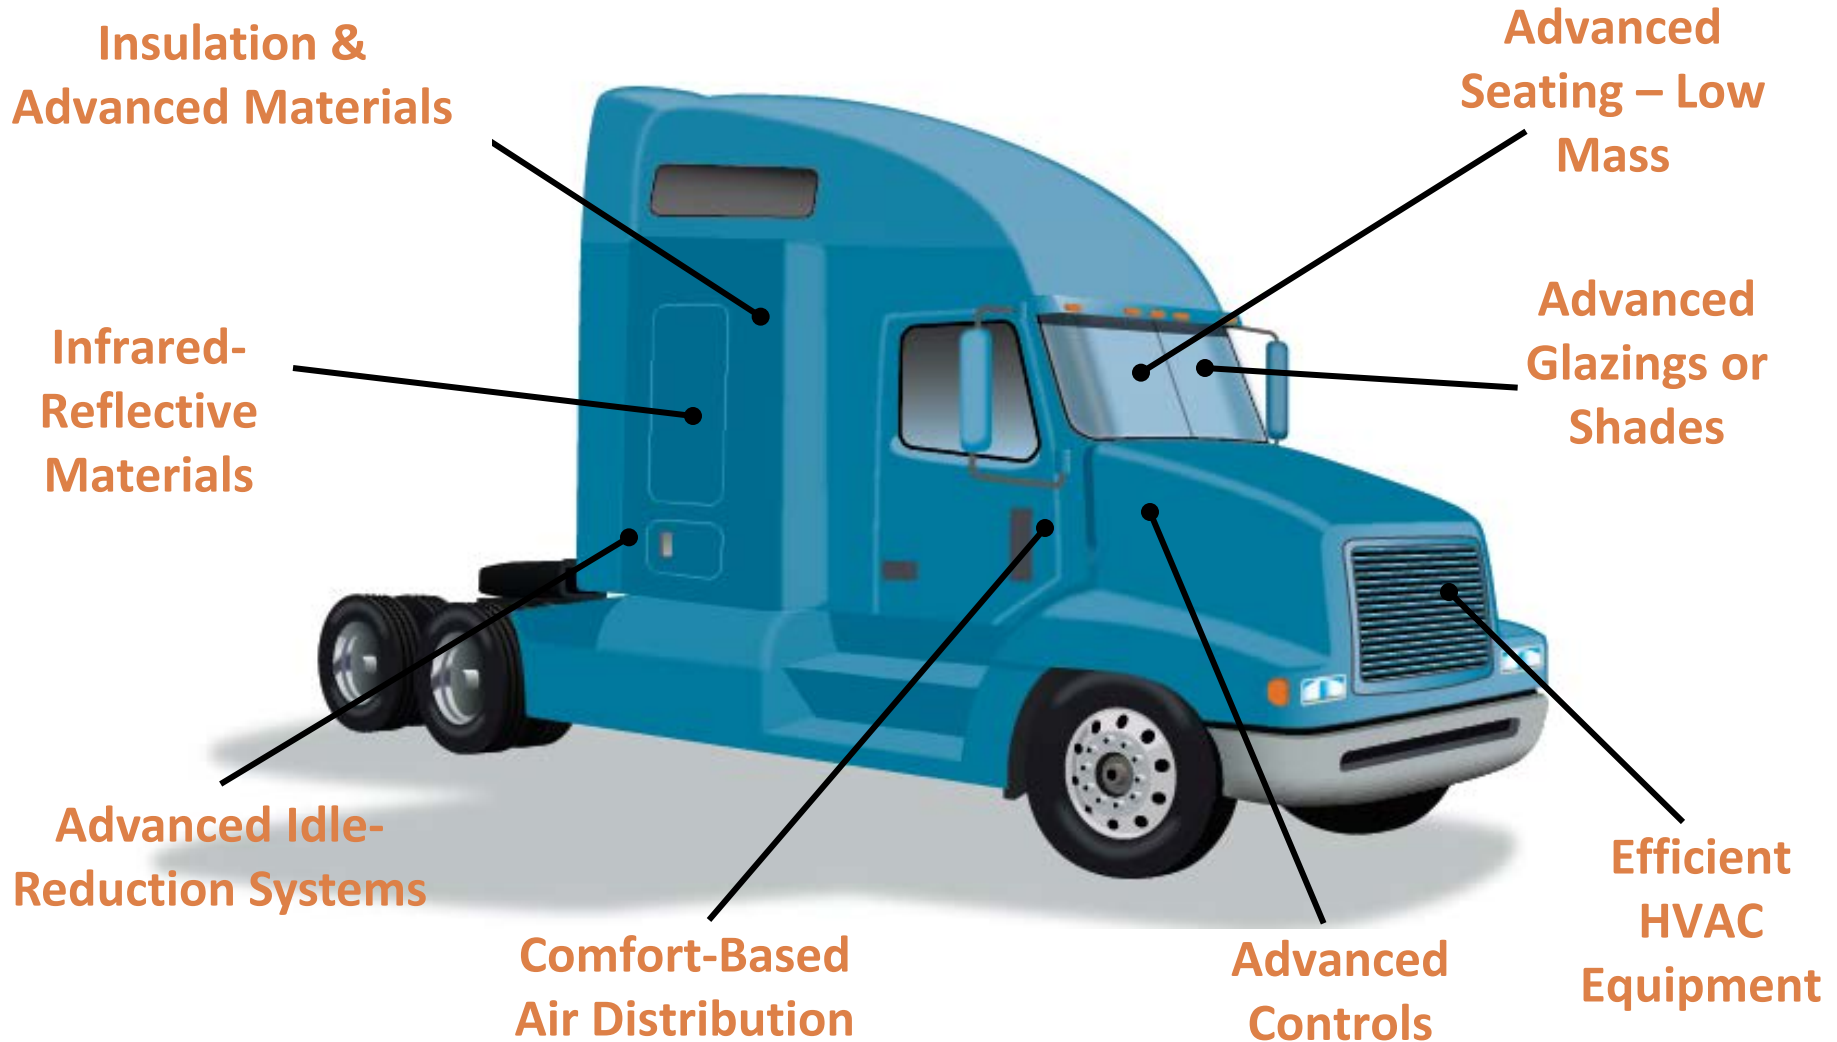 Insulation &
Advanced Materials
Advanced
Seating – Low
Mass
Infrared-
Reflective
Materials
Advanced
Glazings or
Shades
Advanced Idle-
Reduction Systems
Comfort-Based
Air Distribution
Advanced
Controls
Efficient
HVAC
Equipment